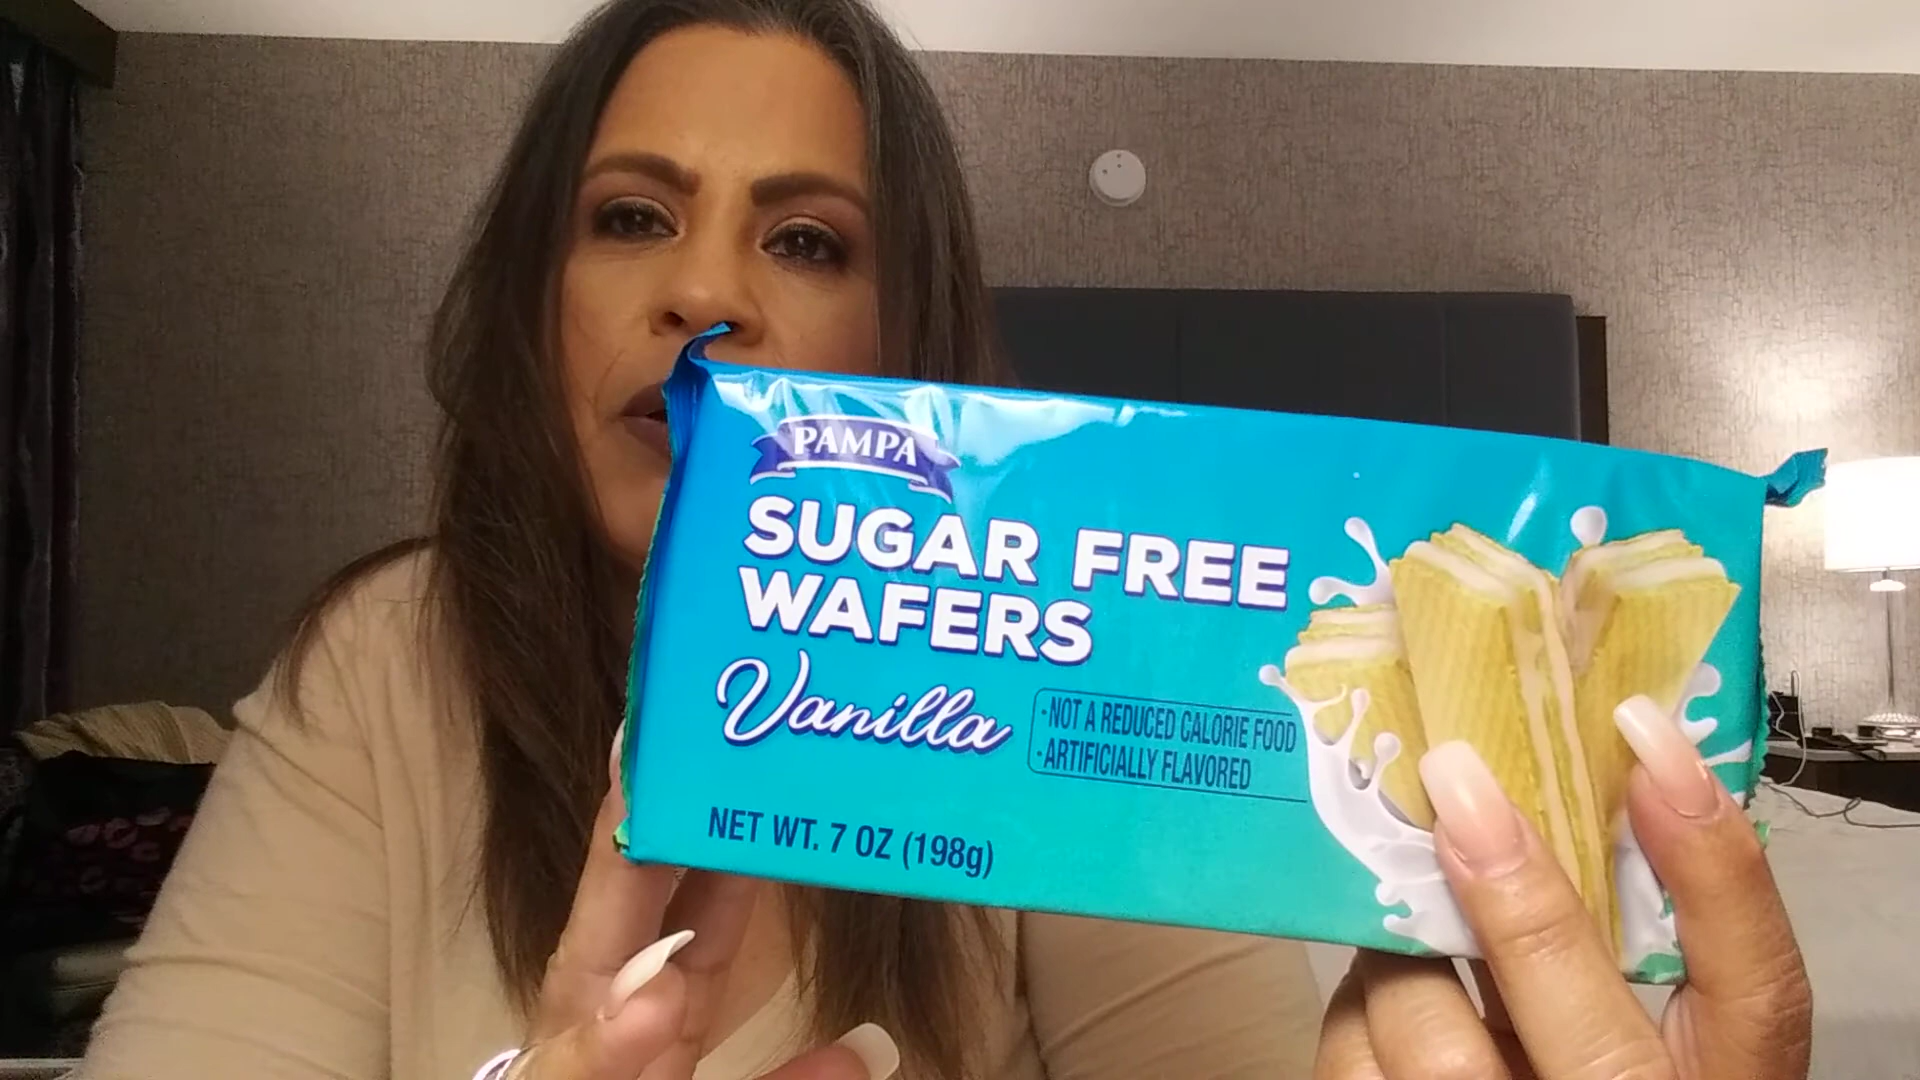 PAMPA
SUGAR FREE
WAFERS
Vanilla
-NOT A REDUCED CALORIE FOOD
-ARTIFICIALLY FLAVORED
NET WT. 7 OZ (198g)